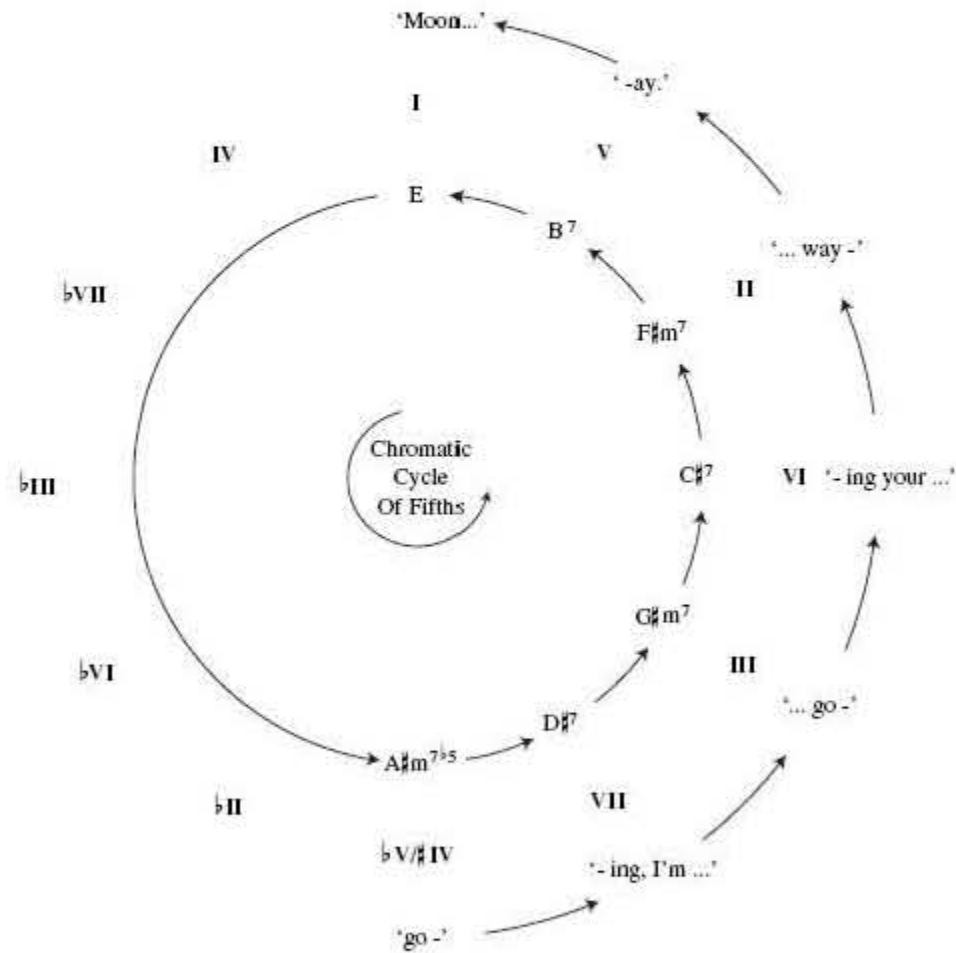 ‘Moon...’
‘ -ay.’
I
IV
V
E
B⁷
‘... way -’
♭VII
II
F♯m⁷
Chromatic
Cycle
Of Fifths
♭III
C♯⁷
VI
‘- ing your ...’
G♯m⁷
♭VI
III
‘... go -’
D♯⁷
A♯m⁷♭⁵
♭II
VII
♭V/♯IV
‘- ing, I’m ...’
‘go -’